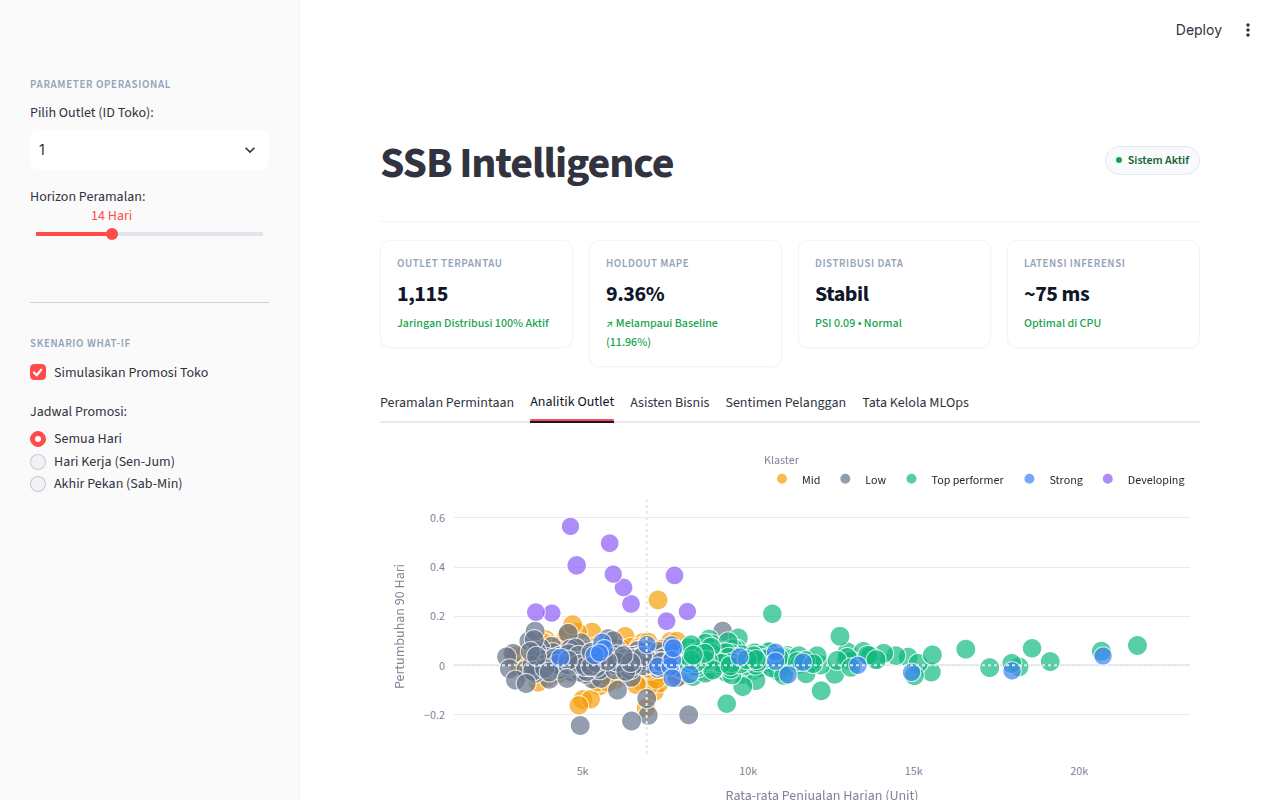 Deploy
PARAMETER OPERASIONAL
Pilih Outlet (ID Toko):
1
Horizon Peramalan:
14 Hari
SKENARIO WHAT-IF
Simulasikan Promosi Toko
Jadwal Promosi:
Semua Hari
Hari Kerja (Sen-Jum)
Akhir Pekan (Sab-Min)
SSB Intelligence
Sistem Aktif
OUTLET TERPANTAU
1,115
Jaringan Distribusi 100% Aktif
HOLDOUT MAPE
9.36%
↗ Melampaui Baseline
(11.96%)
DISTRIBUSI DATA
Stabil
PSI 0.09 • Normal
LATENSI INFERENSI
~75 ms
Optimal di CPU
Peramalan Permintaan Analitik Outlet Asisten Bisnis Sentimen Pelanggan Tata Kelola MLOps
Klaster
Mid Low Top performer Strong Developing
Pertumbuhan 90 Hari
0.6
0.4
0.2
0
−0.2
5k 10k 15k 20k
Rata-rata Penjualan Harian (Unit)